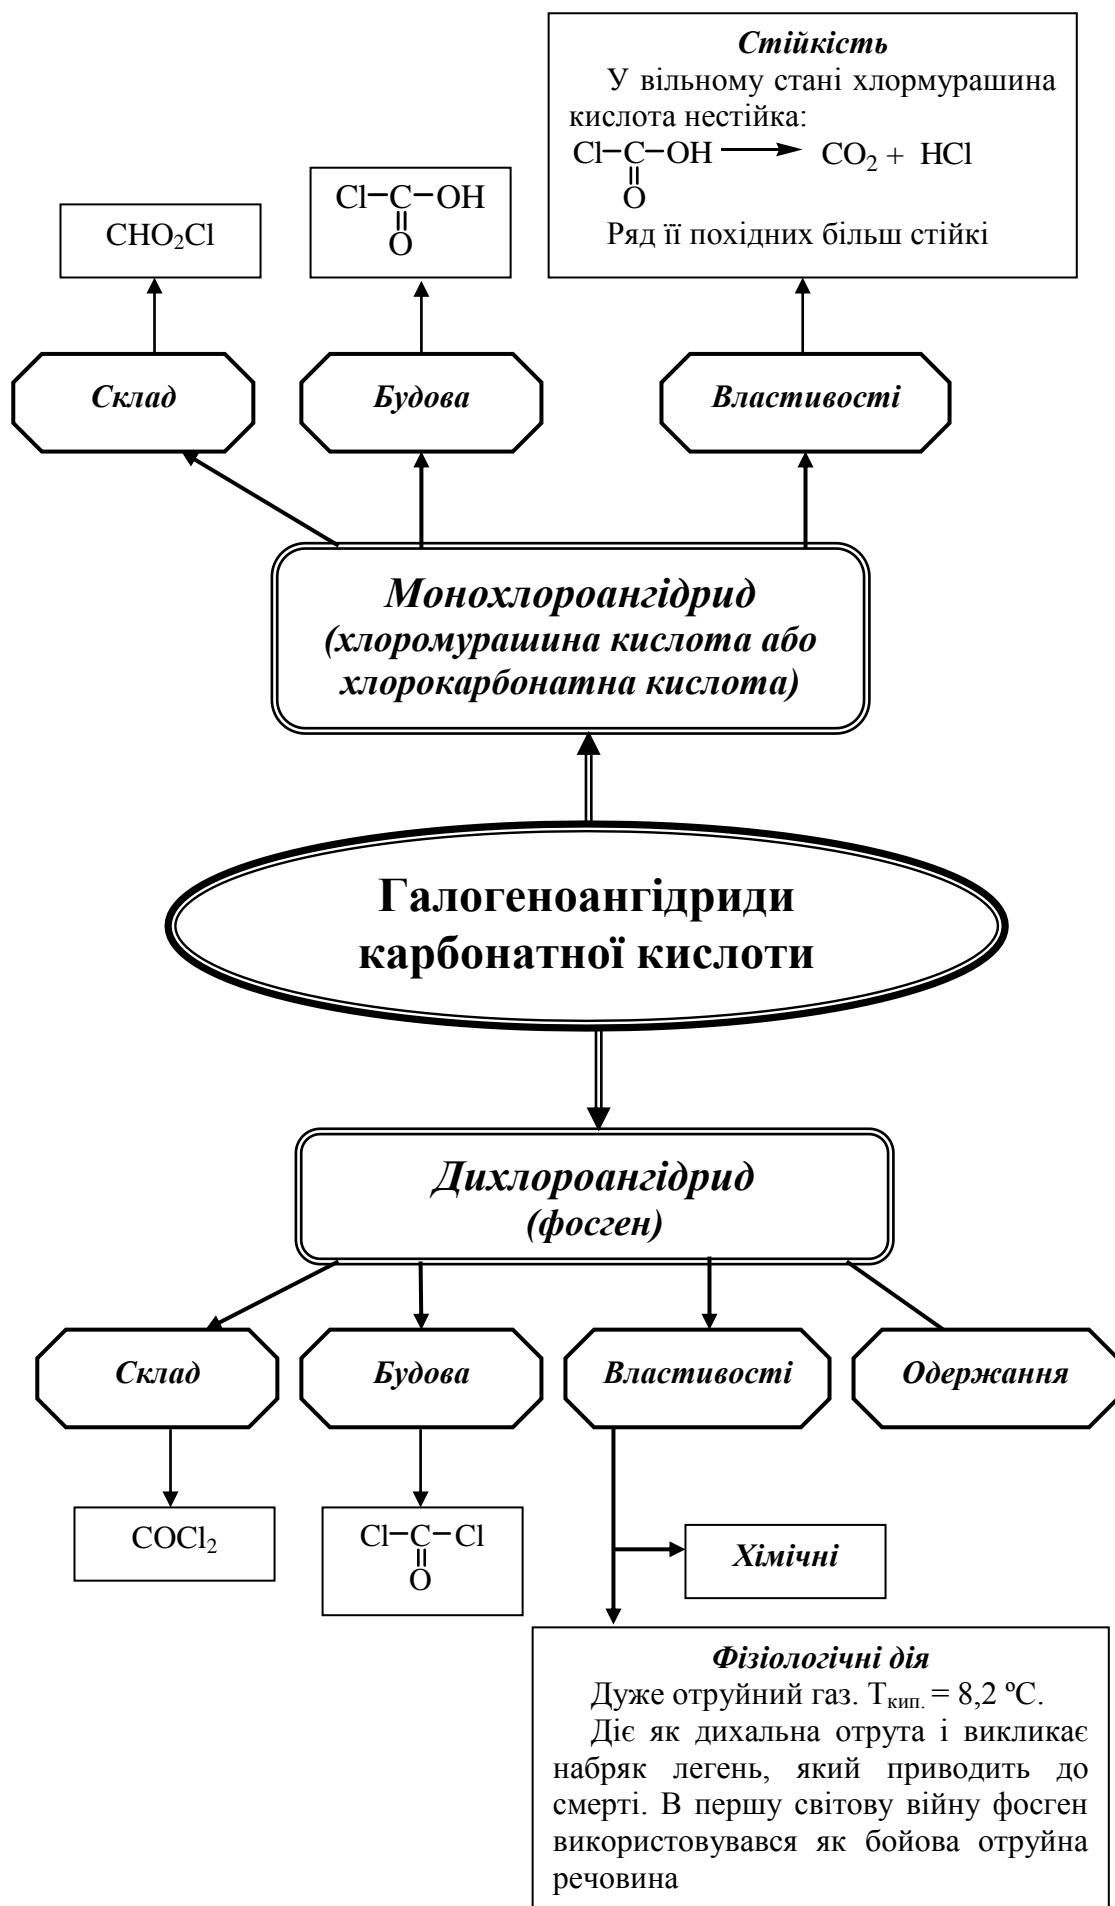 Стійкість
У вільному стані хлормурашина
кислота нестійка:
Cl–C–OH → CO₂ + HCl
O
Ряд її похідних більш стійкі
CHO₂Cl
Cl–C–OH
O
Склад
Будова
Властивості
Монохлороангідрид
(хлоромурашина кислота або
хлорокарбонатна кислота)
Галогеноангідриди
карбонатної кислоти
Дихлороангідрид
(фосген)
Склад
Будова
Властивості
Одержання
COCl₂
Cl–C–Cl
O
Хімічні
Фізіологічні дія
Дуже отруйний газ. Tкип. = 8,2 ºС.
Діє як дихальна отрута і викликає
набряк легень, який приводить до
смерті. В першу світову війну фосген
використовувався як бойова отруйна
речовина